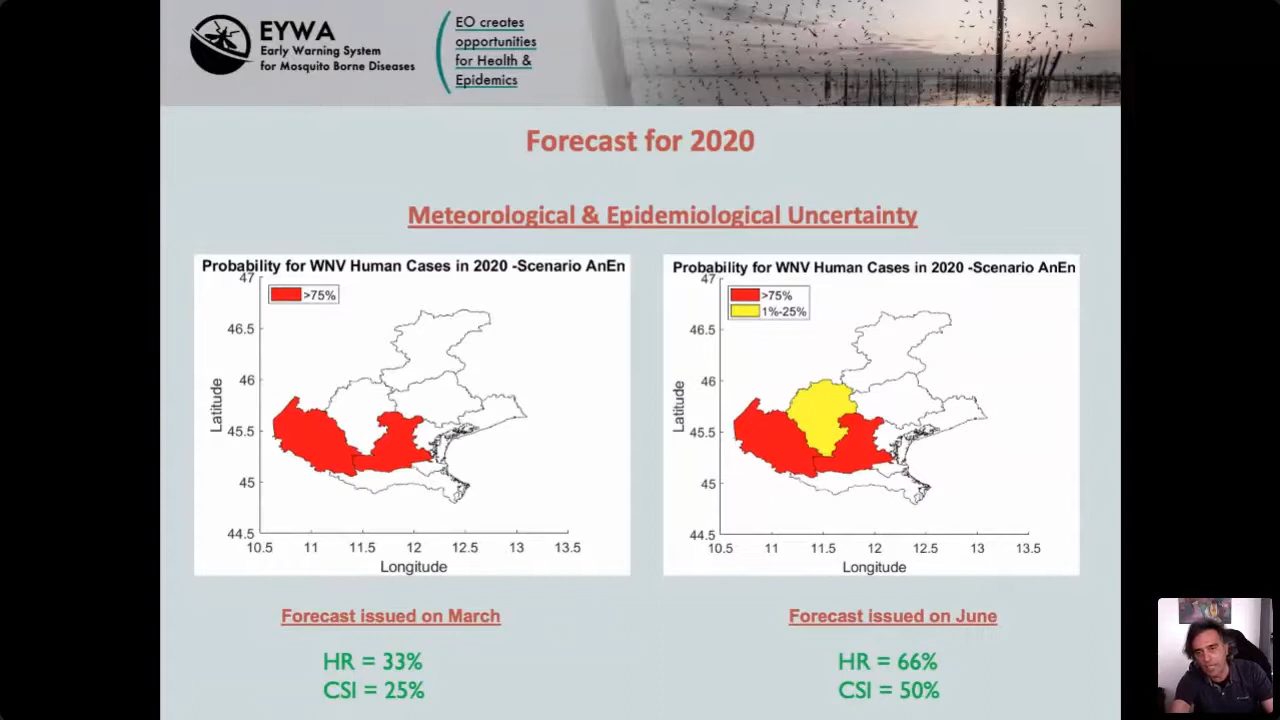 EYWA
Early Warning System
for Mosquito Borne Diseases
EO creates
opportunities
for Health &
Epidemics
Forecast for 2020
Meteorological & Epidemiological Uncertainty
Probability for WNV Human Cases in 2020 -Scenario AnEn
>75%
47
46.5
46
45.5
45
44.5
Latitude
10.5 11 11.5 12 12.5 13 13.5
Longitude
Probability for WNV Human Cases in 2020 -Scenario AnEn
>75%
1%-25%
47
46.5
46
45.5
45
44.5
Latitude
10.5 11 11.5 12 12.5 13 13.5
Longitude
Forecast issued on March
HR = 33%
CSI = 25%
Forecast issued on June
HR = 66%
CSI = 50%